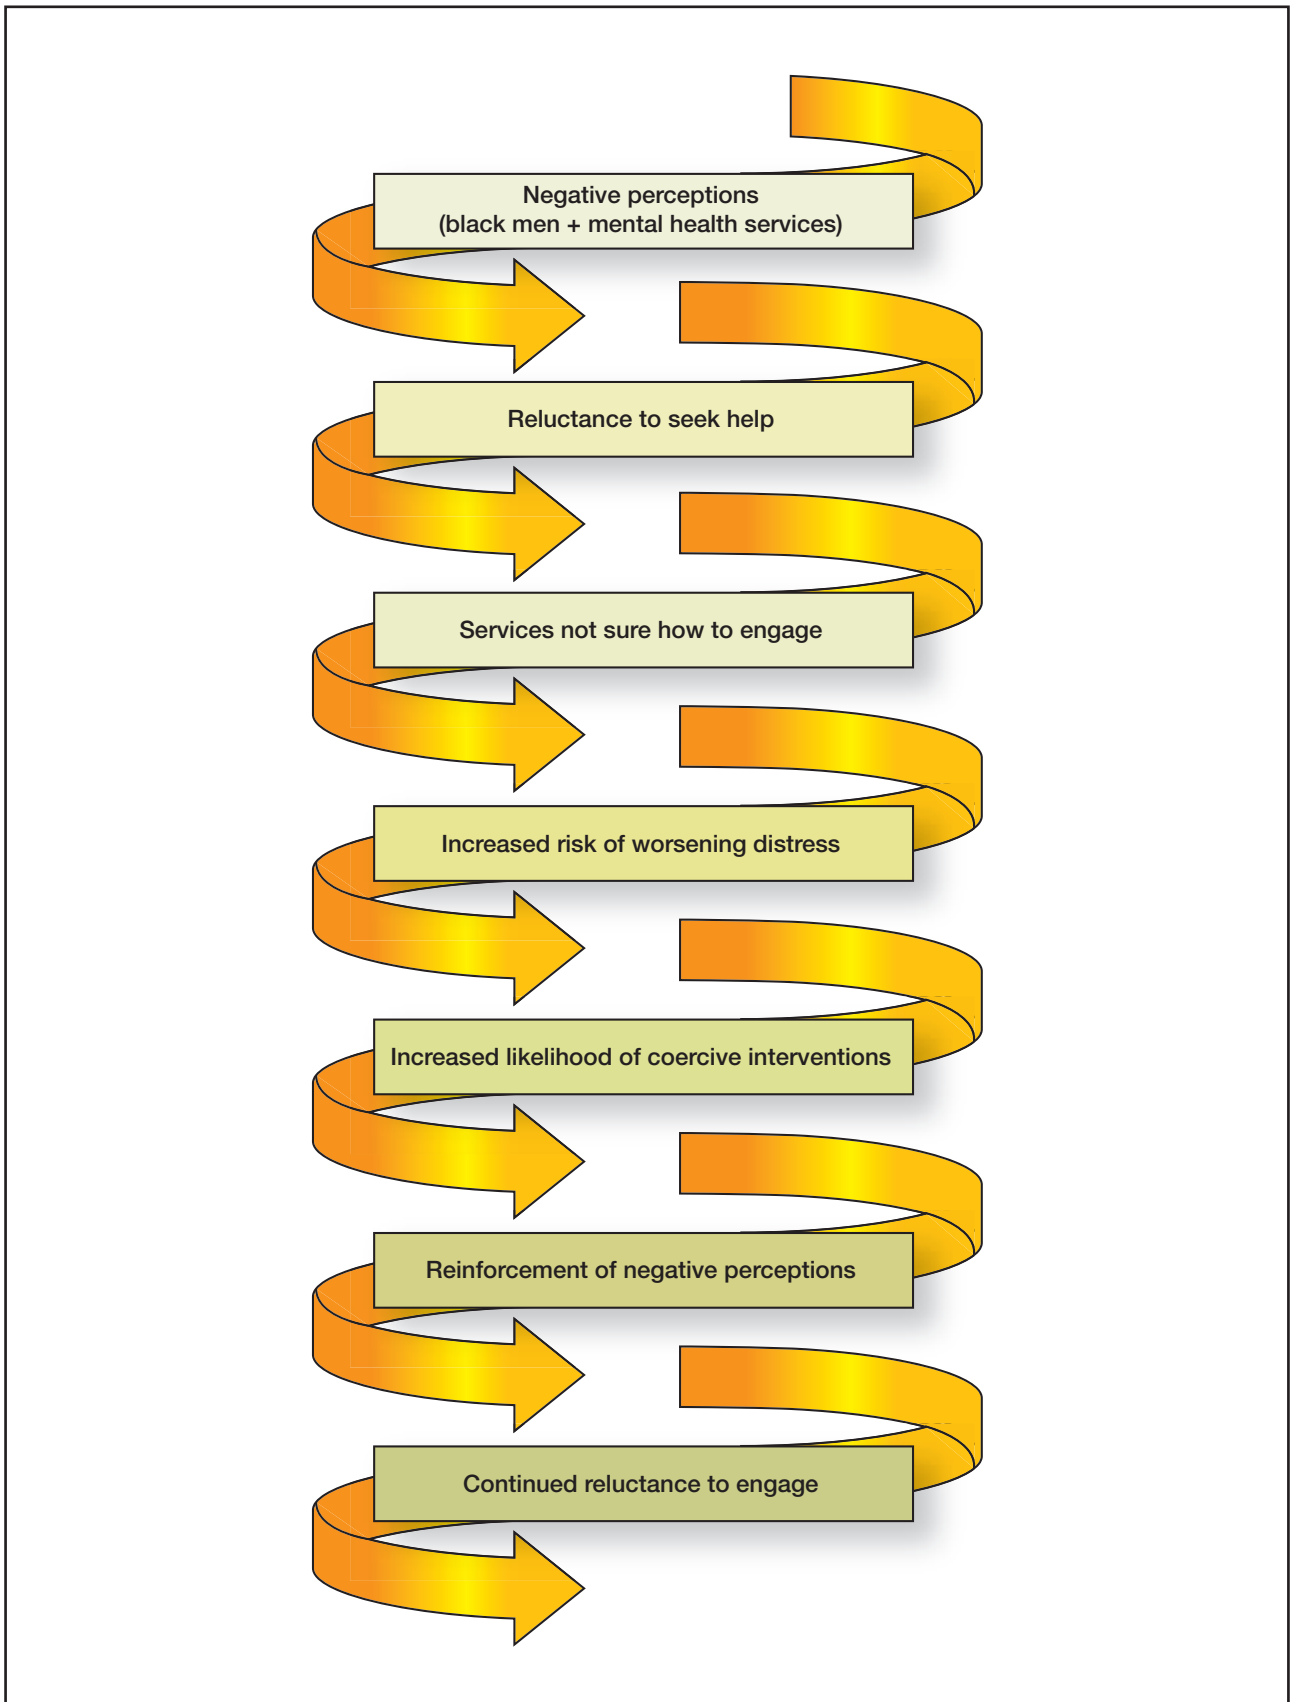 Negative perceptions
(black men + mental health services)
Reluctance to seek help
Services not sure how to engage
Increased risk of worsening distress
Increased likelihood of coercive interventions
Reinforcement of negative perceptions
Continued reluctance to engage